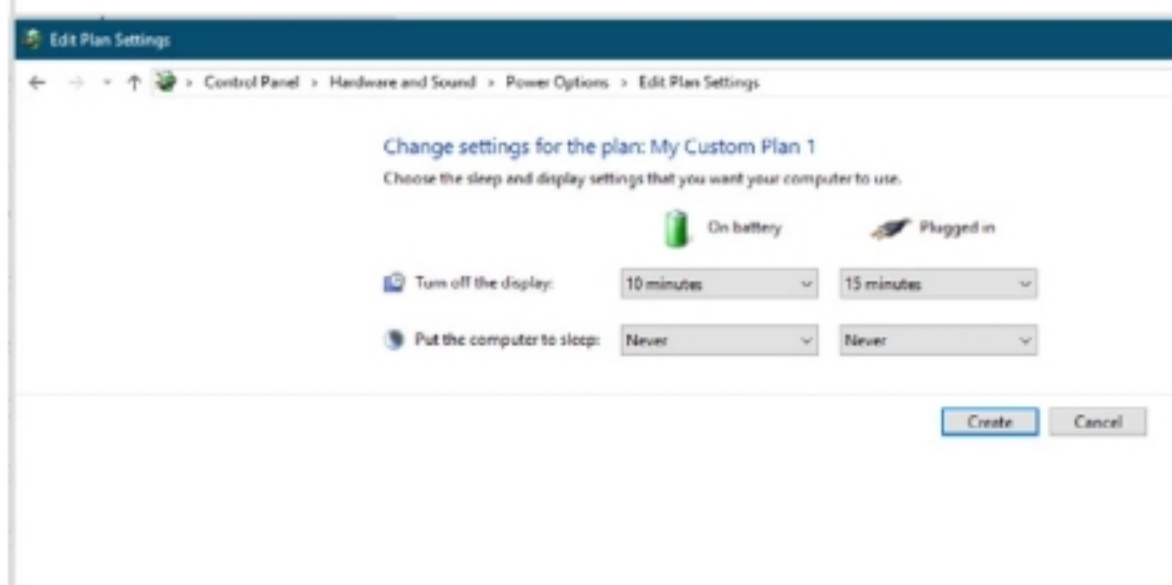 Edit Plan Settings
Control Panel > Hardware and Sound > Power Options > Edit Plan Settings
Change settings for the plan: My Custom Plan 1
Choose the sleep and display settings that you want your computer to use.
On battery Plugged in
Turn off the display: 10 minutes 15 minutes
Put the computer to sleep: Never Never
Create Cancel